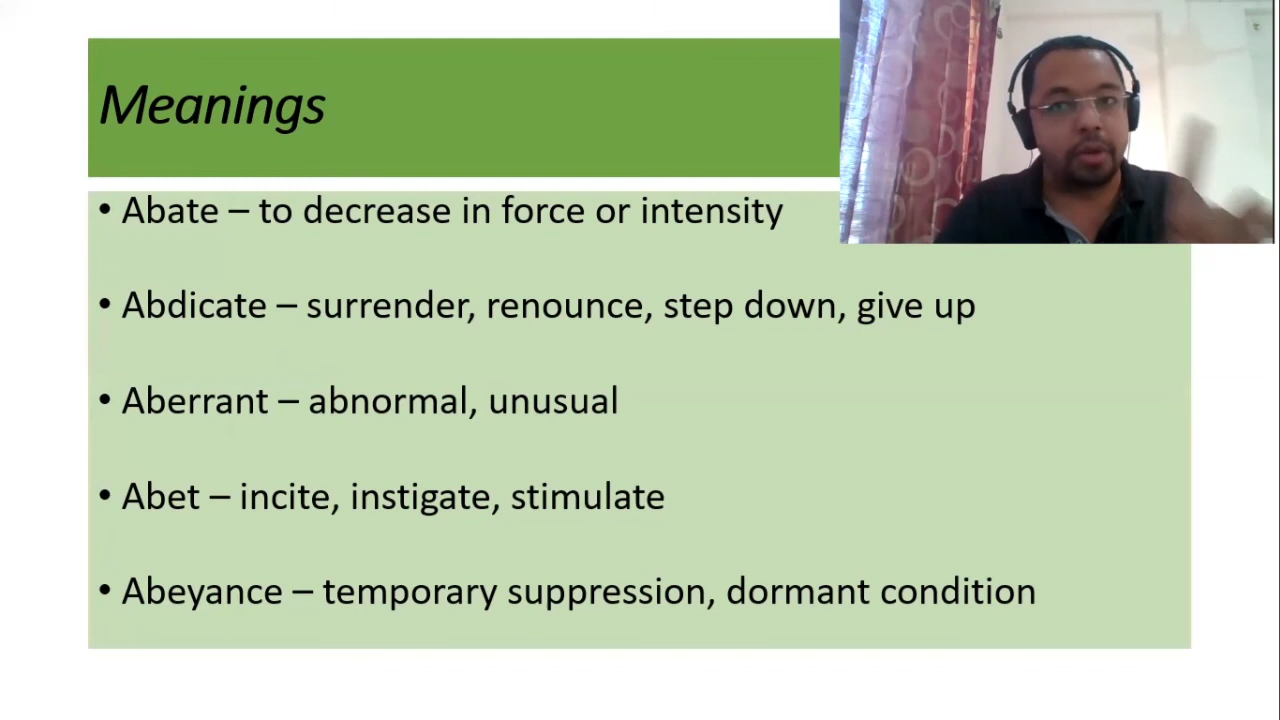 Meanings
• Abate – to decrease in force or intensity
• Abdicate – surrender, renounce, step down, give up
• Aberrant – abnormal, unusual
• Abet – incite, instigate, stimulate
• Abeyance – temporary suppression, dormant condition